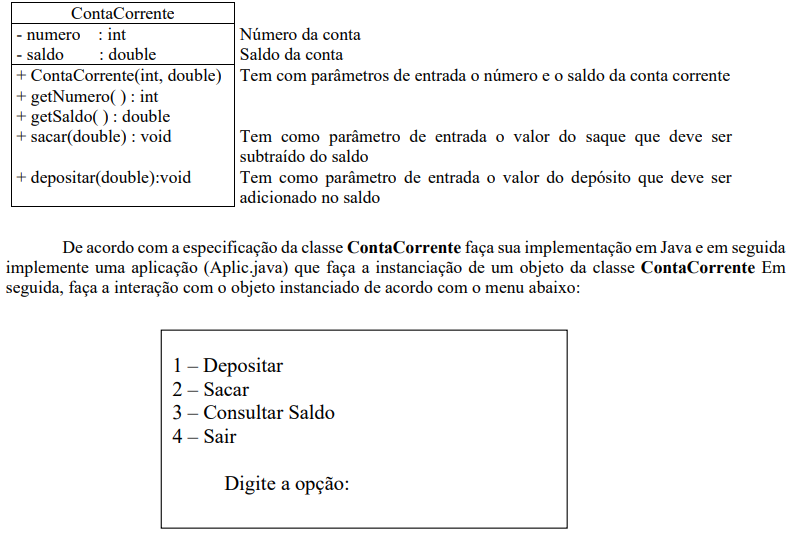 ContaCorrente
- numero : int Número da conta
- saldo : double Saldo da conta
+ ContaCorrente(int, double) Tem com parâmetros de entrada o número e o saldo da conta corrente
+ getNumero( ) : int
+ getSaldo( ) : double
+ sacar(double) : void Tem como parâmetro de entrada o valor do saque que deve ser
subtraído do saldo
+ depositar(double):void Tem como parâmetro de entrada o valor do depósito que deve ser
adicionado no saldo
De acordo com a especificação da classe ContaCorrente faça sua implementação em Java e em seguida
implemente uma aplicação (Aplic.java) que faça a instanciação de um objeto da classe ContaCorrente Em
seguida, faça a interação com o objeto instanciado de acordo com o menu abaixo:
1 – Depositar
2 – Sacar
3 – Consultar Saldo
4 – Sair
Digite a opção: